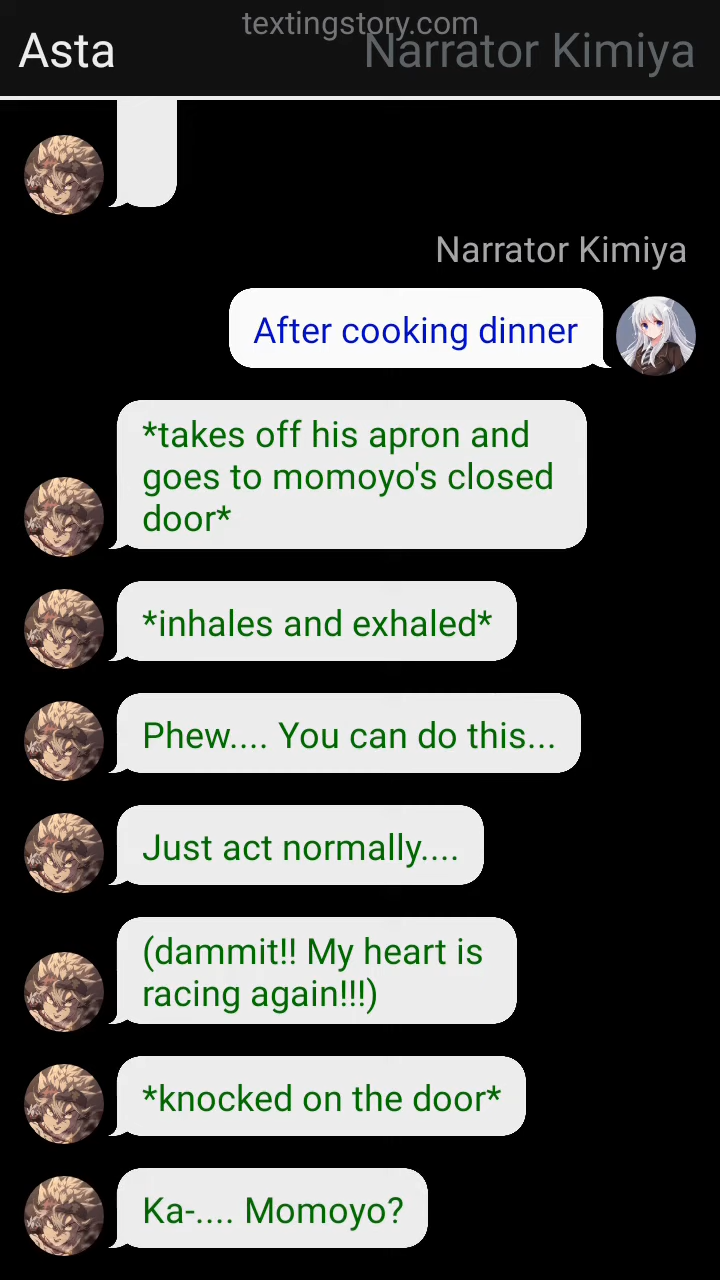 textingstory.com
Asta
Narrator Kimiya
Narrator Kimiya
After cooking dinner
*takes off his apron and
goes to momoyo's closed
door*
*inhales and exhaled*
Phew.... You can do this...
Just act normally....
(dammit!! My heart is
racing again!!!)
*knocked on the door*
Ka-.... Momoyo?